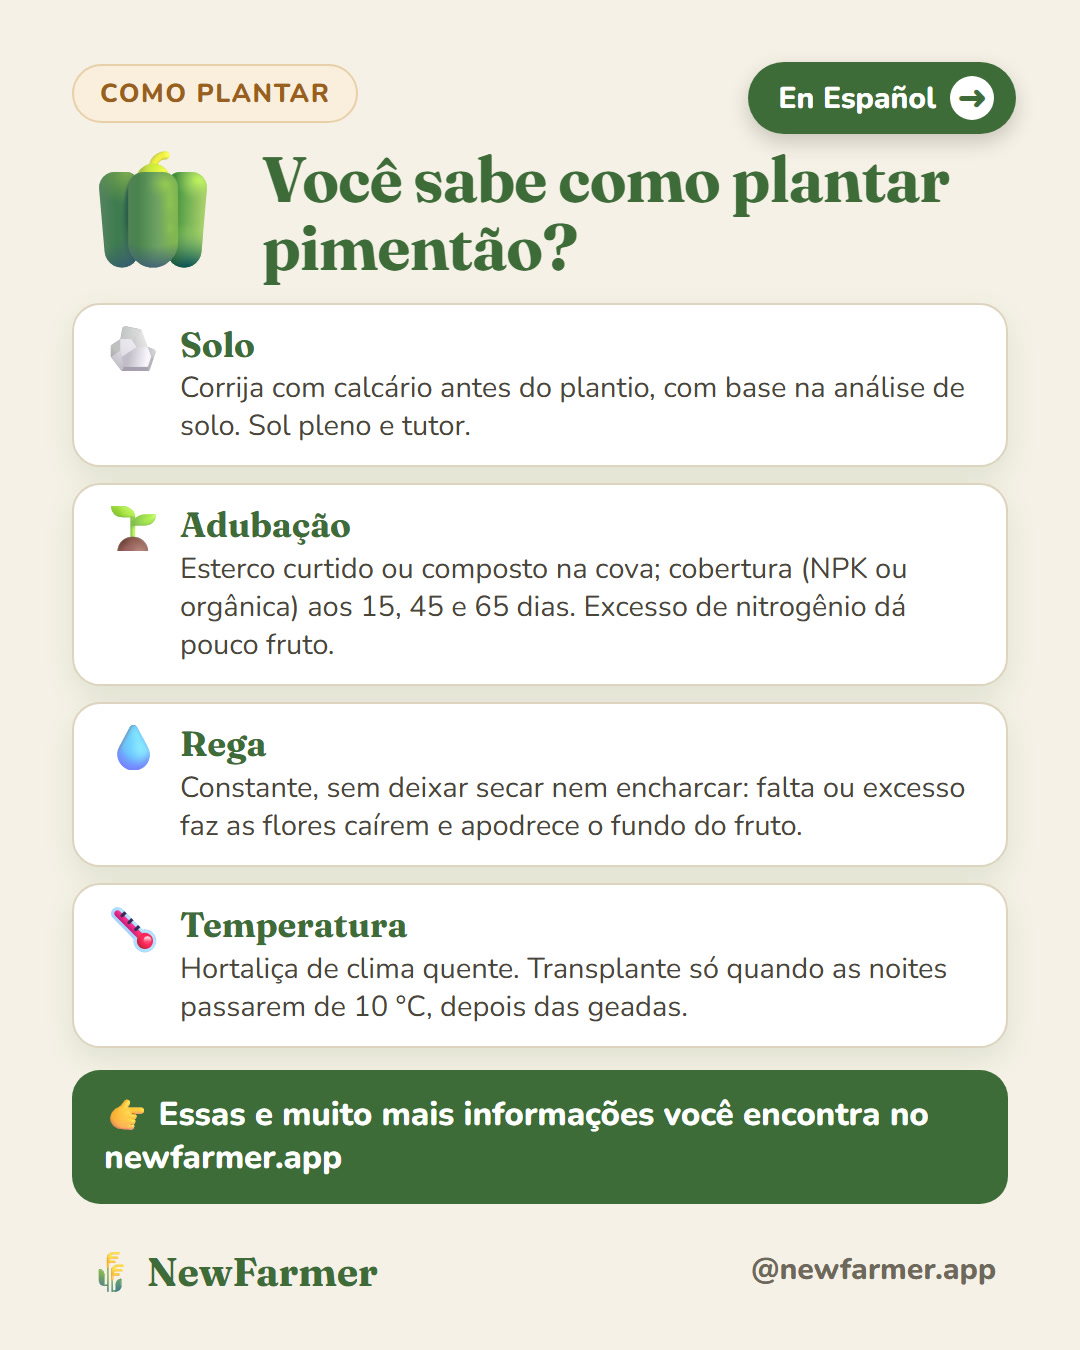 COMO PLANTAR
En Español
Você sabe como plantar
pimentão?
Solo
Corrija com calcário antes do plantio, com base na análise de
solo. Sol pleno e tutor.
Adubação
Esterco curtido ou composto na cova; cobertura (NPK ou
orgânica) aos 15, 45 e 65 dias. Excesso de nitrogênio dá
pouco fruto.
Rega
Constante, sem deixar secar nem encharcar: falta ou excesso
faz as flores caírem e apodrece o fundo do fruto.
Temperatura
Hortaliça de clima quente. Transplante só quando as noites
passarem de 10 °C, depois das geadas.
Essas e muito mais informações você encontra no
newfarmer.app
NewFarmer
@newfarmer.app